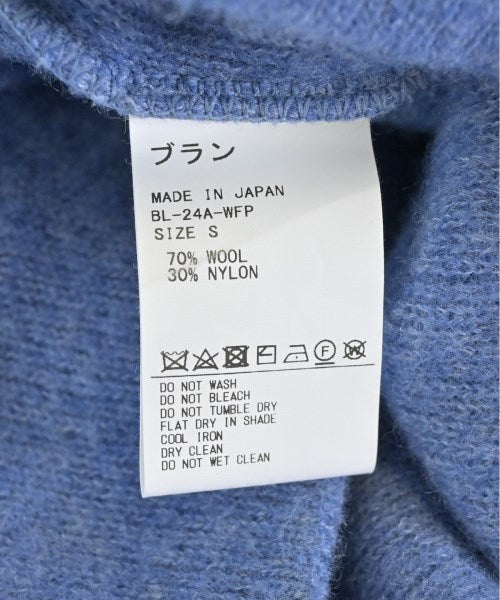 ブラン
MADE IN JAPAN
BL-24A-WFP
SIZE S
70% WOOL
30% NYLON
F W
DO NOT WASH
DO NOT BLEACH
DO NOT TUMBLE DRY
FLAT DRY IN SHADE
COOL IRON
DRY CLEAN
DO NOT WET CLEAN